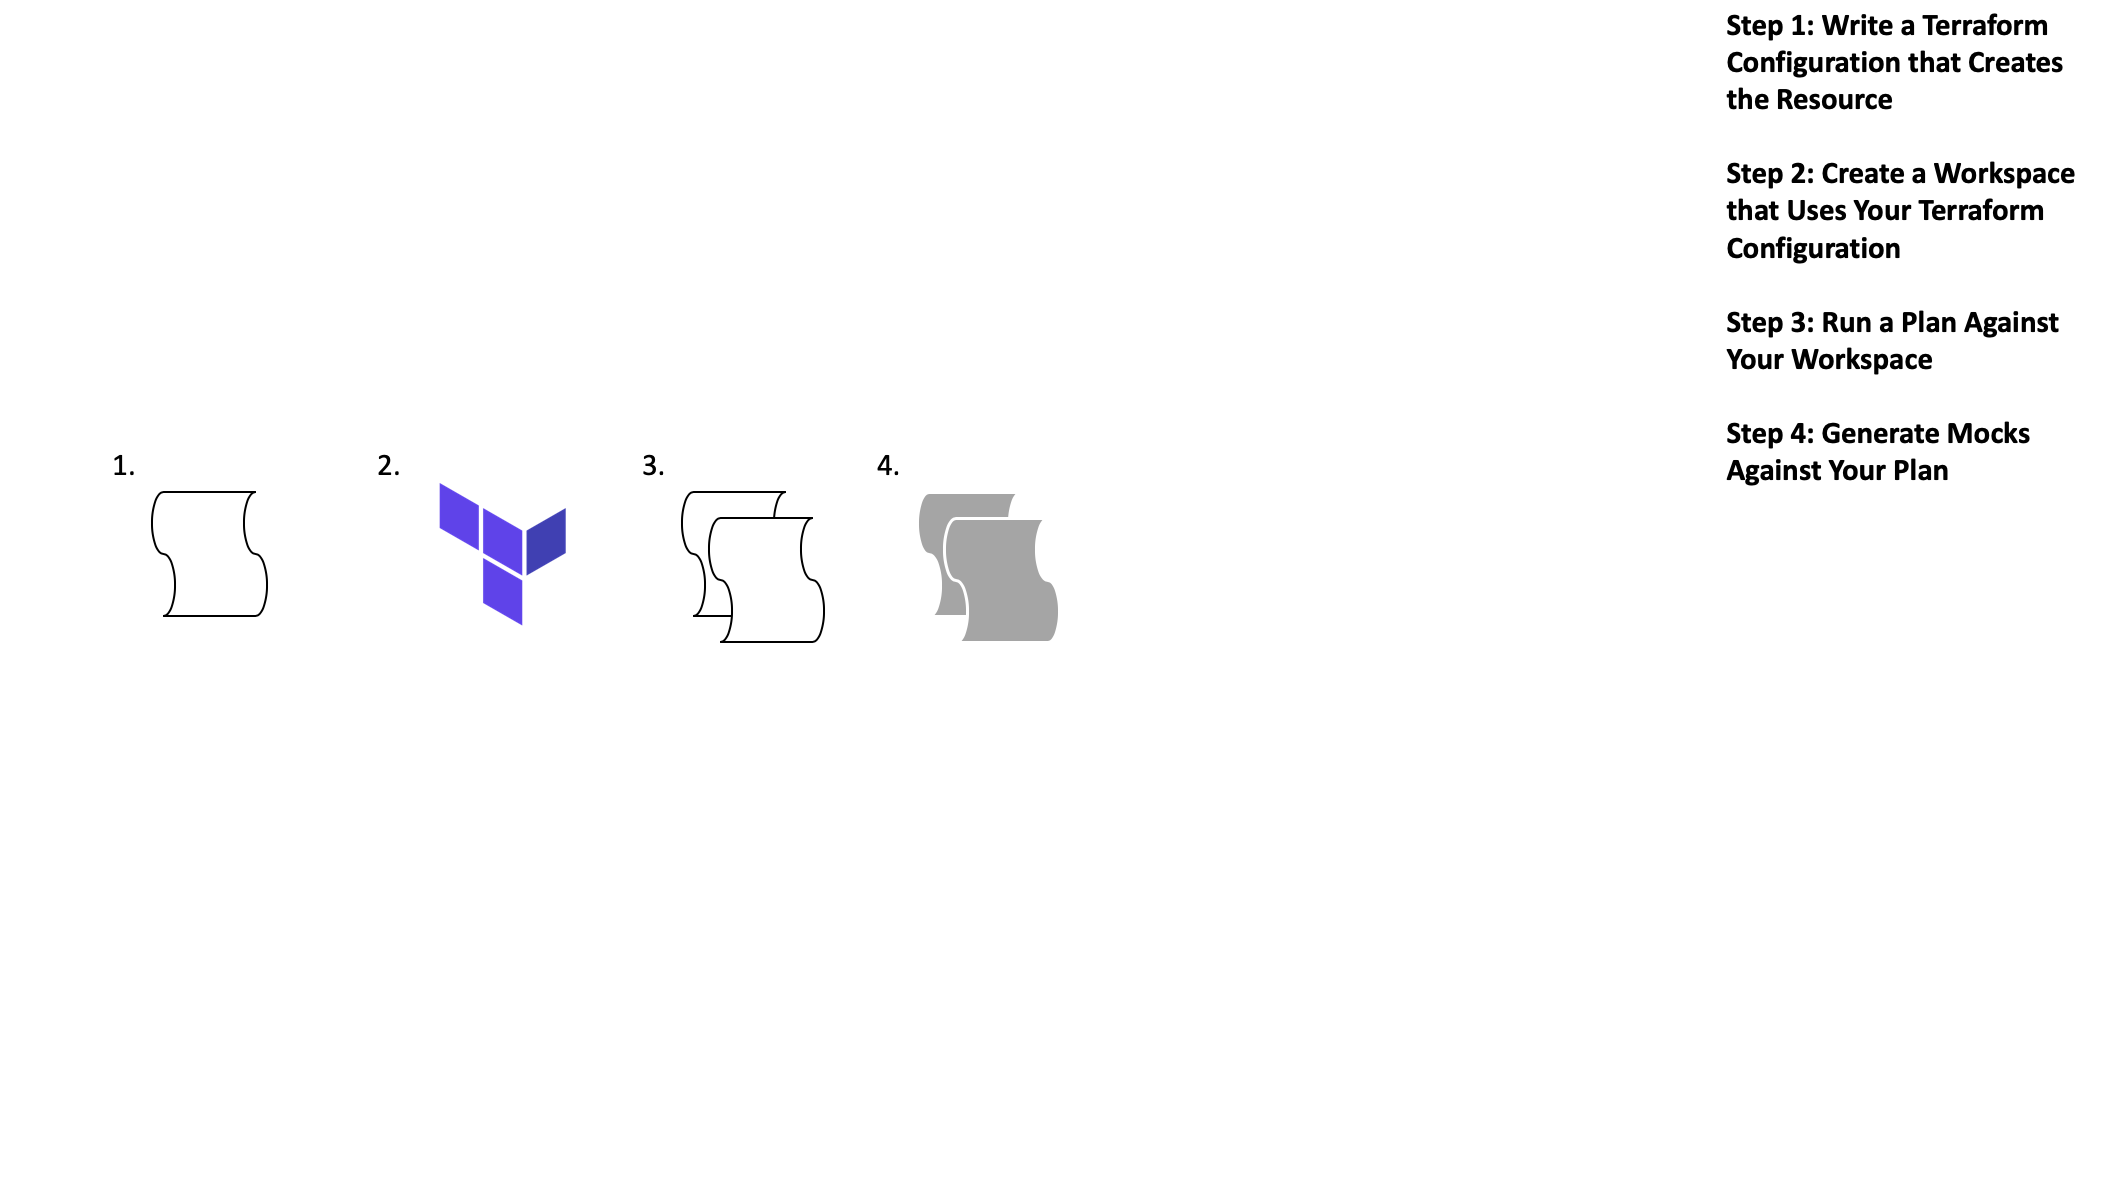 Step 1: Write a Terraform
Configuration that Creates
the Resource
Step 2: Create a Workspace
that Uses Your Terraform
Configuration
Step 3: Run a Plan Against
Your Workspace
Step 4: Generate Mocks
Against Your Plan
1.
2.
3.
4.